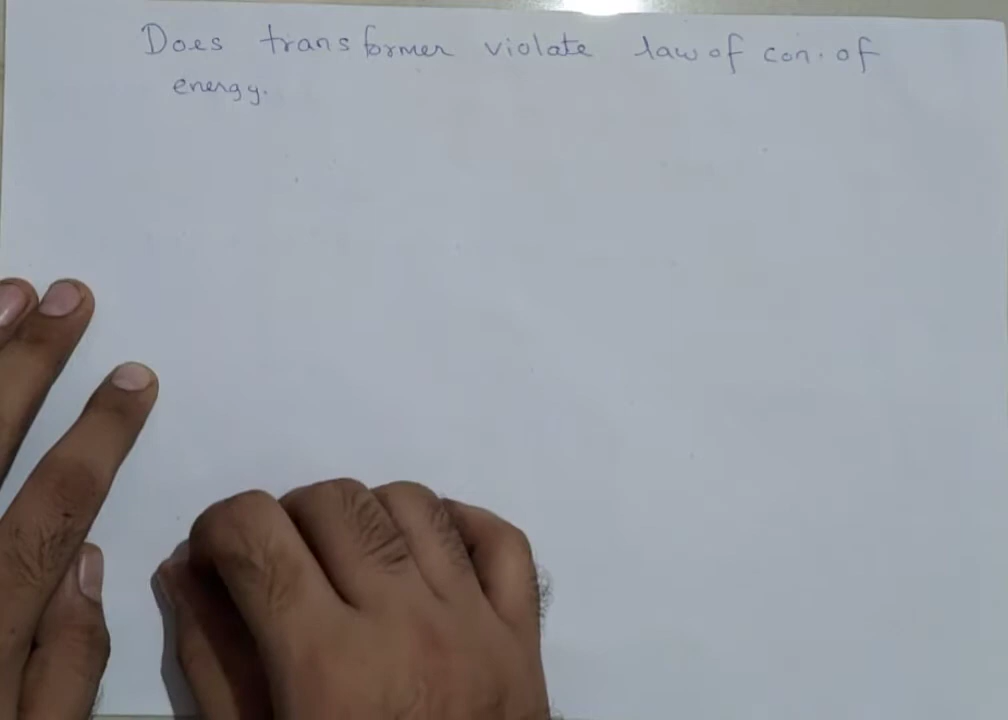 Does transformer violate law of con. of
energy.